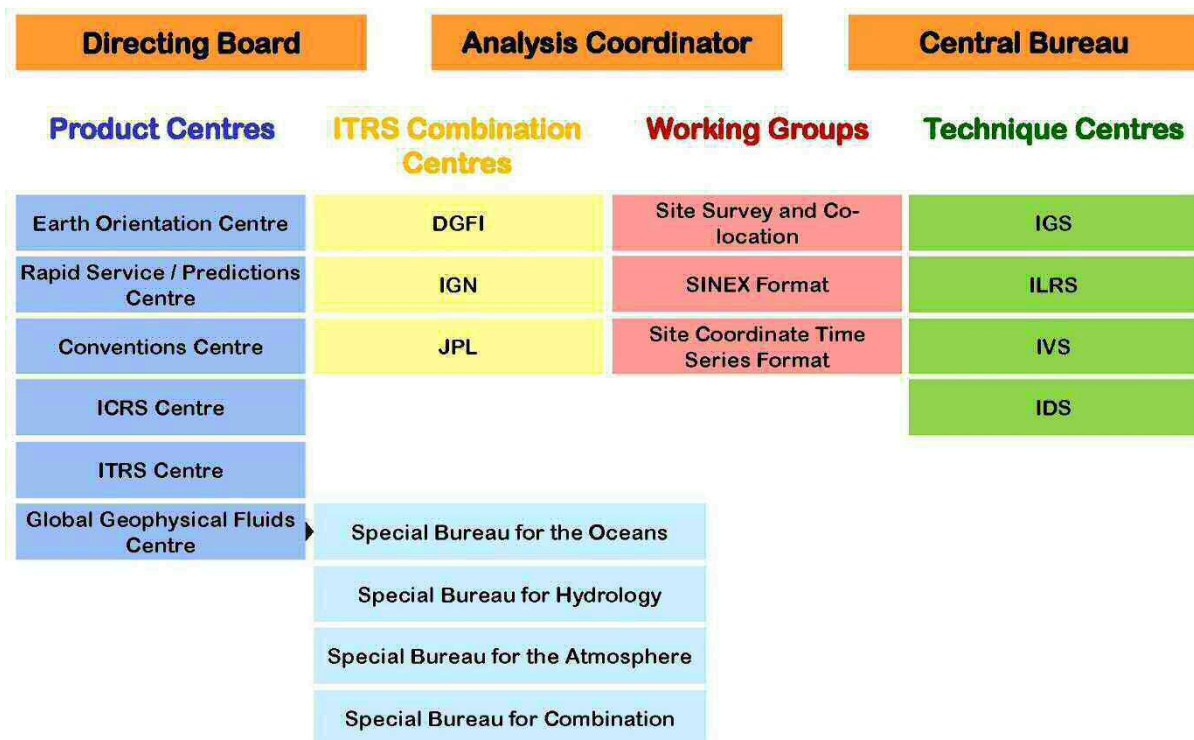 Directing Board
Analysis Coordinator
Central Bureau
Product Centres
ITRS Combination
Centres
Working Groups
Technique Centres
Earth Orientation Centre
Rapid Service / Predictions
Centre
Conventions Centre
ICRS Centre
ITRS Centre
Global Geophysical Fluids
Centre
DGFI
IGN
JPL
Site Survey and Co-
location
SINEX Format
Site Coordinate Time
Series Format
IGS
ILRS
IVS
IDS
Special Bureau for the Oceans
Special Bureau for Hydrology
Special Bureau for the Atmosphere
Special Bureau for Combination